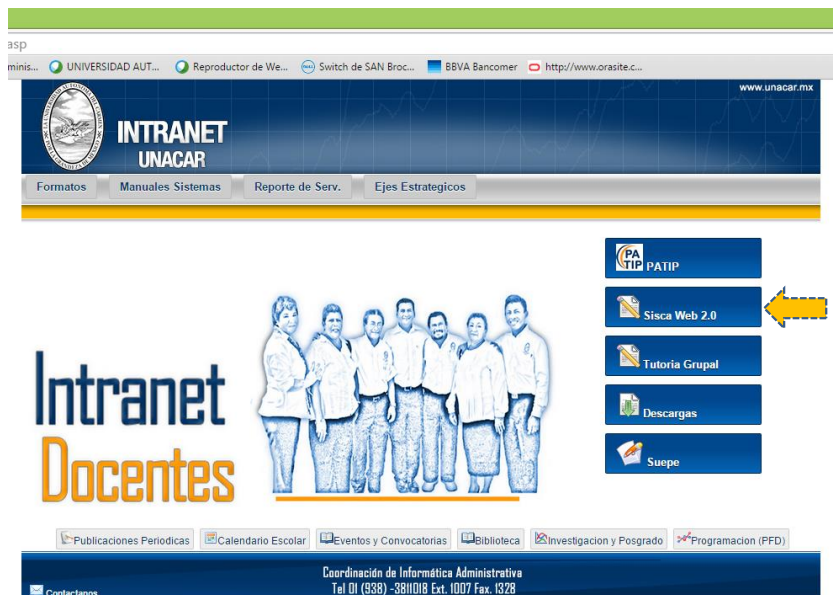 asp
minis... UNIVERSIDAD AUT... Reproductor de We... Switch de SAN Broc... BBVA Bancomer http://www.orasite.c...
www.unacar.mx
INTRANET
UNACAR
Formatos Manuales Sistemas Reporte de Serv. Ejes Estrategicos
PA
TIP PATIP
Sisca Web 2.0
Tutoria Grupal
Intranet
Docentes
Descargas
Suepe
Publicaciones Periodicas Calendario Escolar Eventos y Convocatorias Biblioteca Investigacion y Posgrado Programacion (PFD)
Coordinación de Informática Administrativa
Tel 01 (938) -3811018 Ext. 1007 Fax. 1328
Contactanos